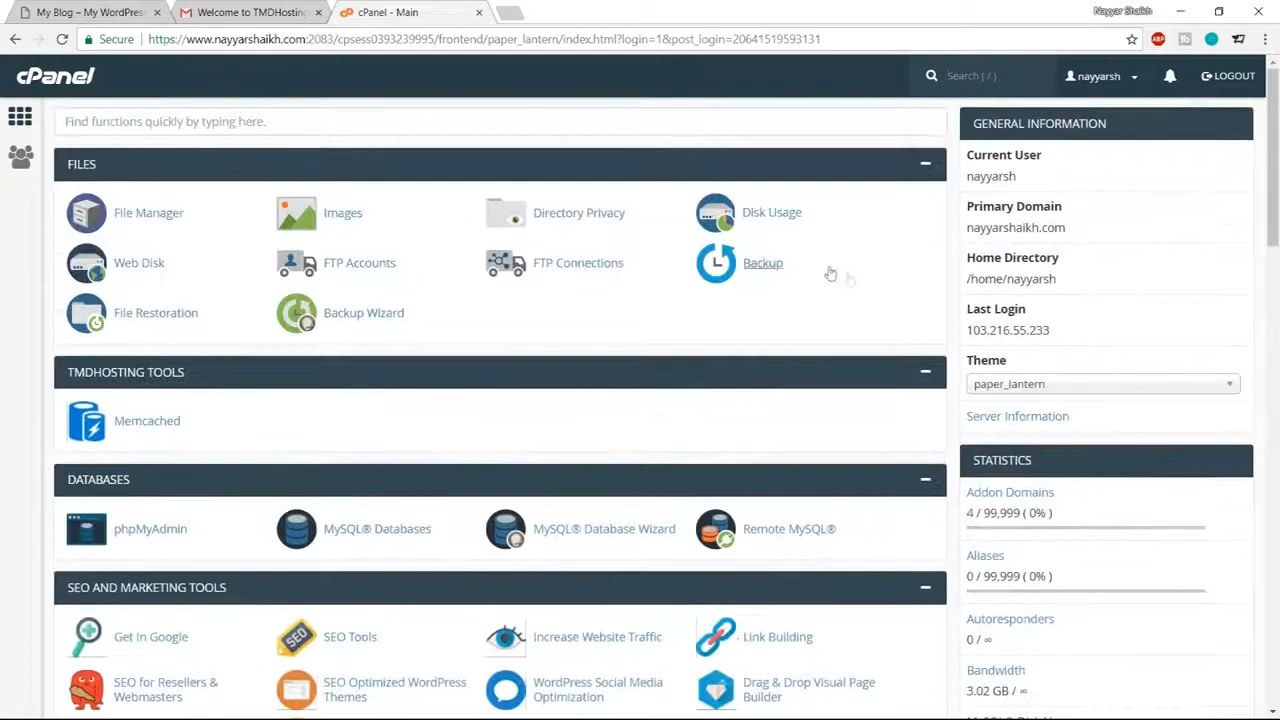 My Blog – My WordPress
Welcome to TMDHosting
cPanel - Main
Nayyar Shaikh
Secure
https://www.nayyarshaikh.com:2083/cpsess0393239995/frontend/paper_lantern/index.html?login=1&post_login=20641519593131
ABP
cPanel
Search ( / )
nayyarsh
LOGOUT
Find functions quickly by typing here.
FILES
File Manager
Images
Directory Privacy
Disk Usage
Web Disk
FTP Accounts
FTP Connections
Backup
File Restoration
Backup Wizard
TMDHOSTING TOOLS
Memcached
DATABASES
phpMyAdmin
MySQL® Databases
MySQL® Database Wizard
Remote MySQL®
SEO AND MARKETING TOOLS
Get In Google
SEO
SEO Tools
Increase Website Traffic
Link Building
SEO for Resellers &
Webmasters
SEO Optimized WordPress
Themes
WordPress Social Media
Optimization
Drag & Drop Visual Page
Builder
GENERAL INFORMATION
Current User
nayyarsh
Primary Domain
nayyarshaikh.com
Home Directory
/home/nayyarsh
Last Login
103.216.55.233
Theme
paper_lantern
Server Information
STATISTICS
Addon Domains
4 / 99,999 ( 0% )
Aliases
0 / 99,999 ( 0% )
Autoresponders
0 / ∞
Bandwidth
3.02 GB / ∞